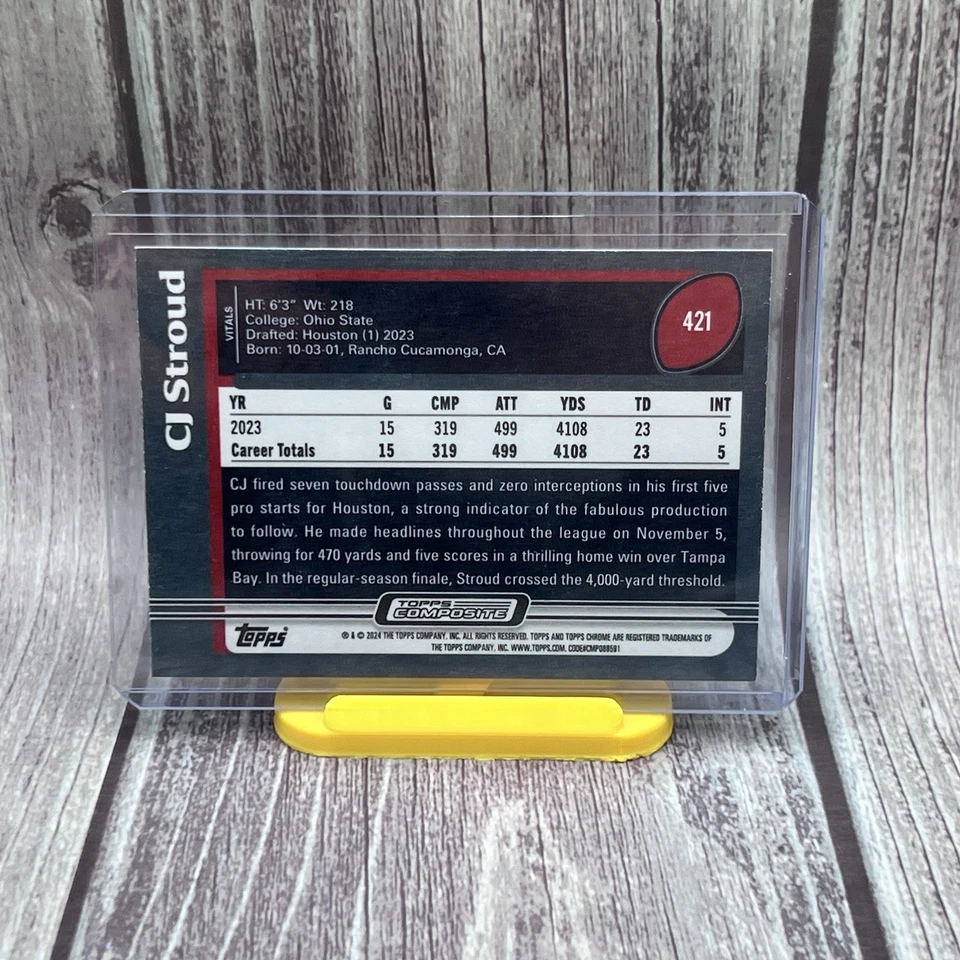 CJ Stroud
VITALS
HT: 6'3" Wt: 218
College: Ohio State
Drafted: Houston (1) 2023
Born: 10-03-01, Rancho Cucamonga, CA
421
YR G CMP ATT YDS TD INT
2023 15 319 499 4108 23 5
Career Totals 15 319 499 4108 23 5
CJ fired seven touchdown passes and zero interceptions in his first five
pro starts for Houston, a strong indicator of the fabulous production
to follow. He made headlines throughout the league on November 5,
throwing for 470 yards and five scores in a thrilling home win over Tampa
Bay. In the regular-season finale, Stroud crossed the 4,000-yard threshold.
TOPPS
COMPOSITE
TOPPS®
® & © 2024 THE TOPPS COMPANY, INC. ALL RIGHTS RESERVED. TOPPS AND TOPPS CHROME ARE REGISTERED TRADEMARKS OF
THE TOPPS COMPANY, INC. WWW.TOPPS.COM. CODE#CMP088591